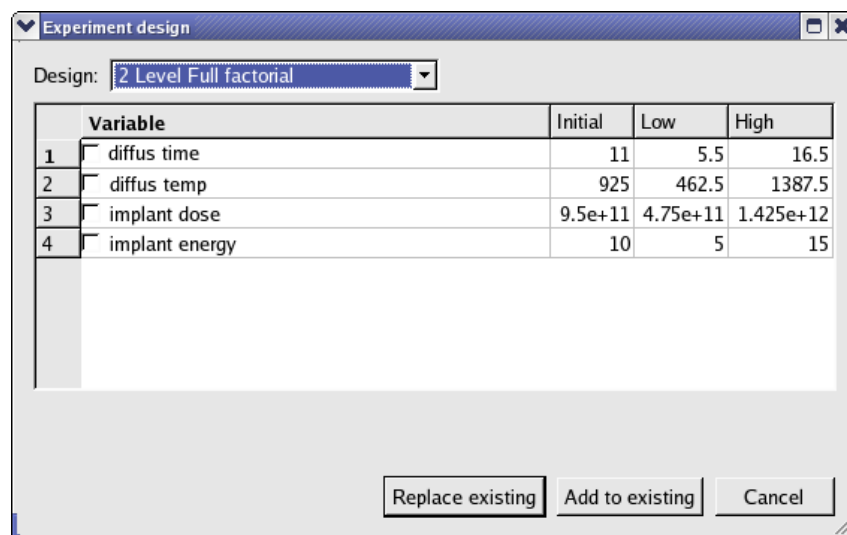 Experiment design
Design: 2 Level Full factorial
Variable Initial Low High
1 diffus time 11 5.5 16.5
2 diffus temp 925 462.5 1387.5
3 implant dose 9.5e+11 4.75e+11 1.425e+12
4 implant energy 10 5 15
Replace existing Add to existing Cancel